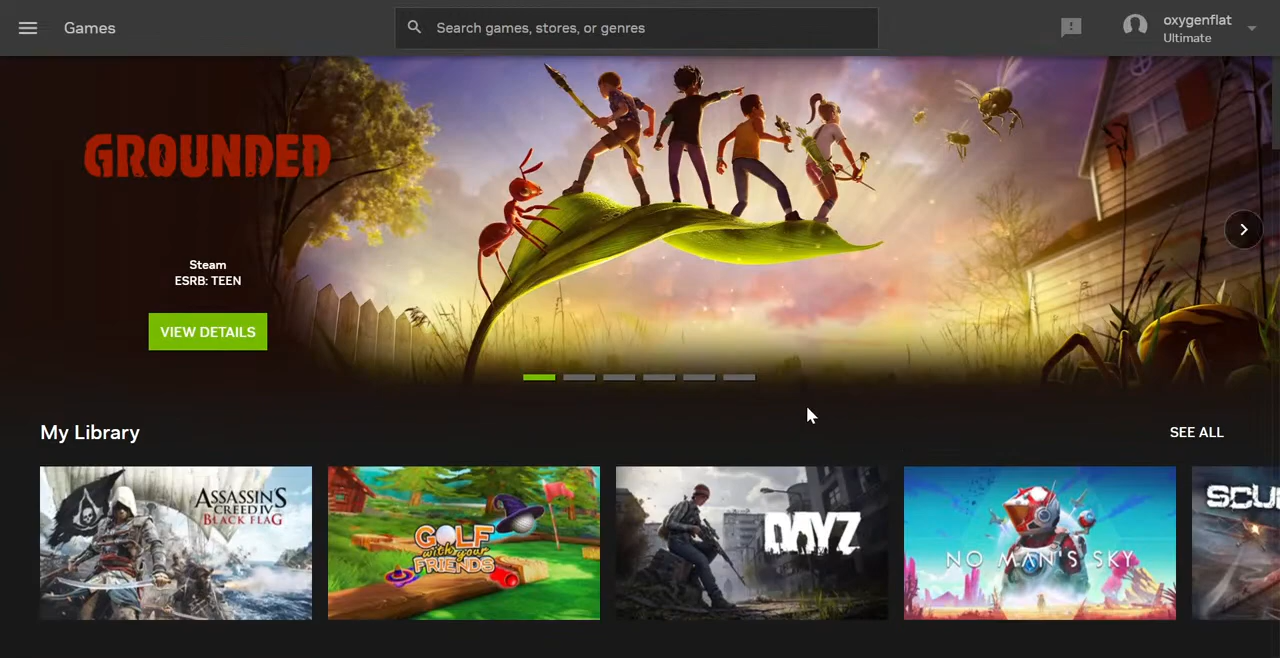 Games
Search games, stores, or genres
oxygenflat
Ultimate
GROUNDED
Steam
ESRB: TEEN
VIEW DETAILS
My Library
SEE ALL
ASSASSIN'S
CREED IV
BLACK FLAG
GOLF
with your
FRIENDS
DAYZ
NO MAN'S SKY